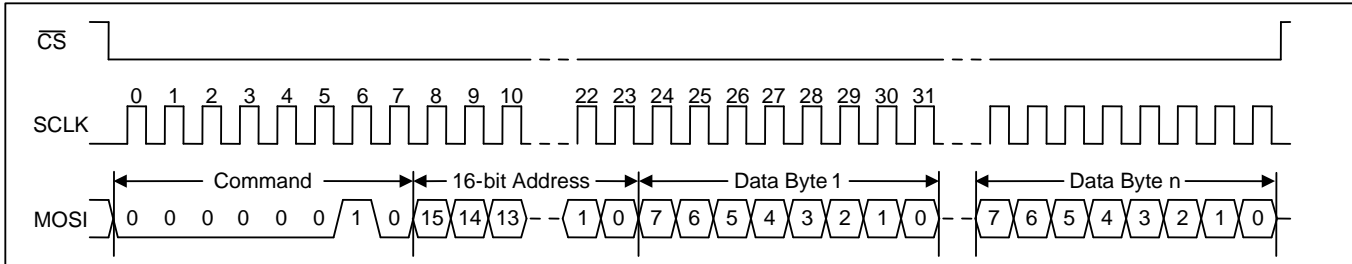 CS
0 1 2 3 4 5 6 7 8 9 10 22 23 24 25 26 27 28 29 30 31
SCLK
Command 16-bit Address Data Byte 1 Data Byte n
MOSI 0 0 0 0 0 0 1 0 15 14 13 1 0 7 6 5 4 3 2 1 0 7 6 5 4 3 2 1 0